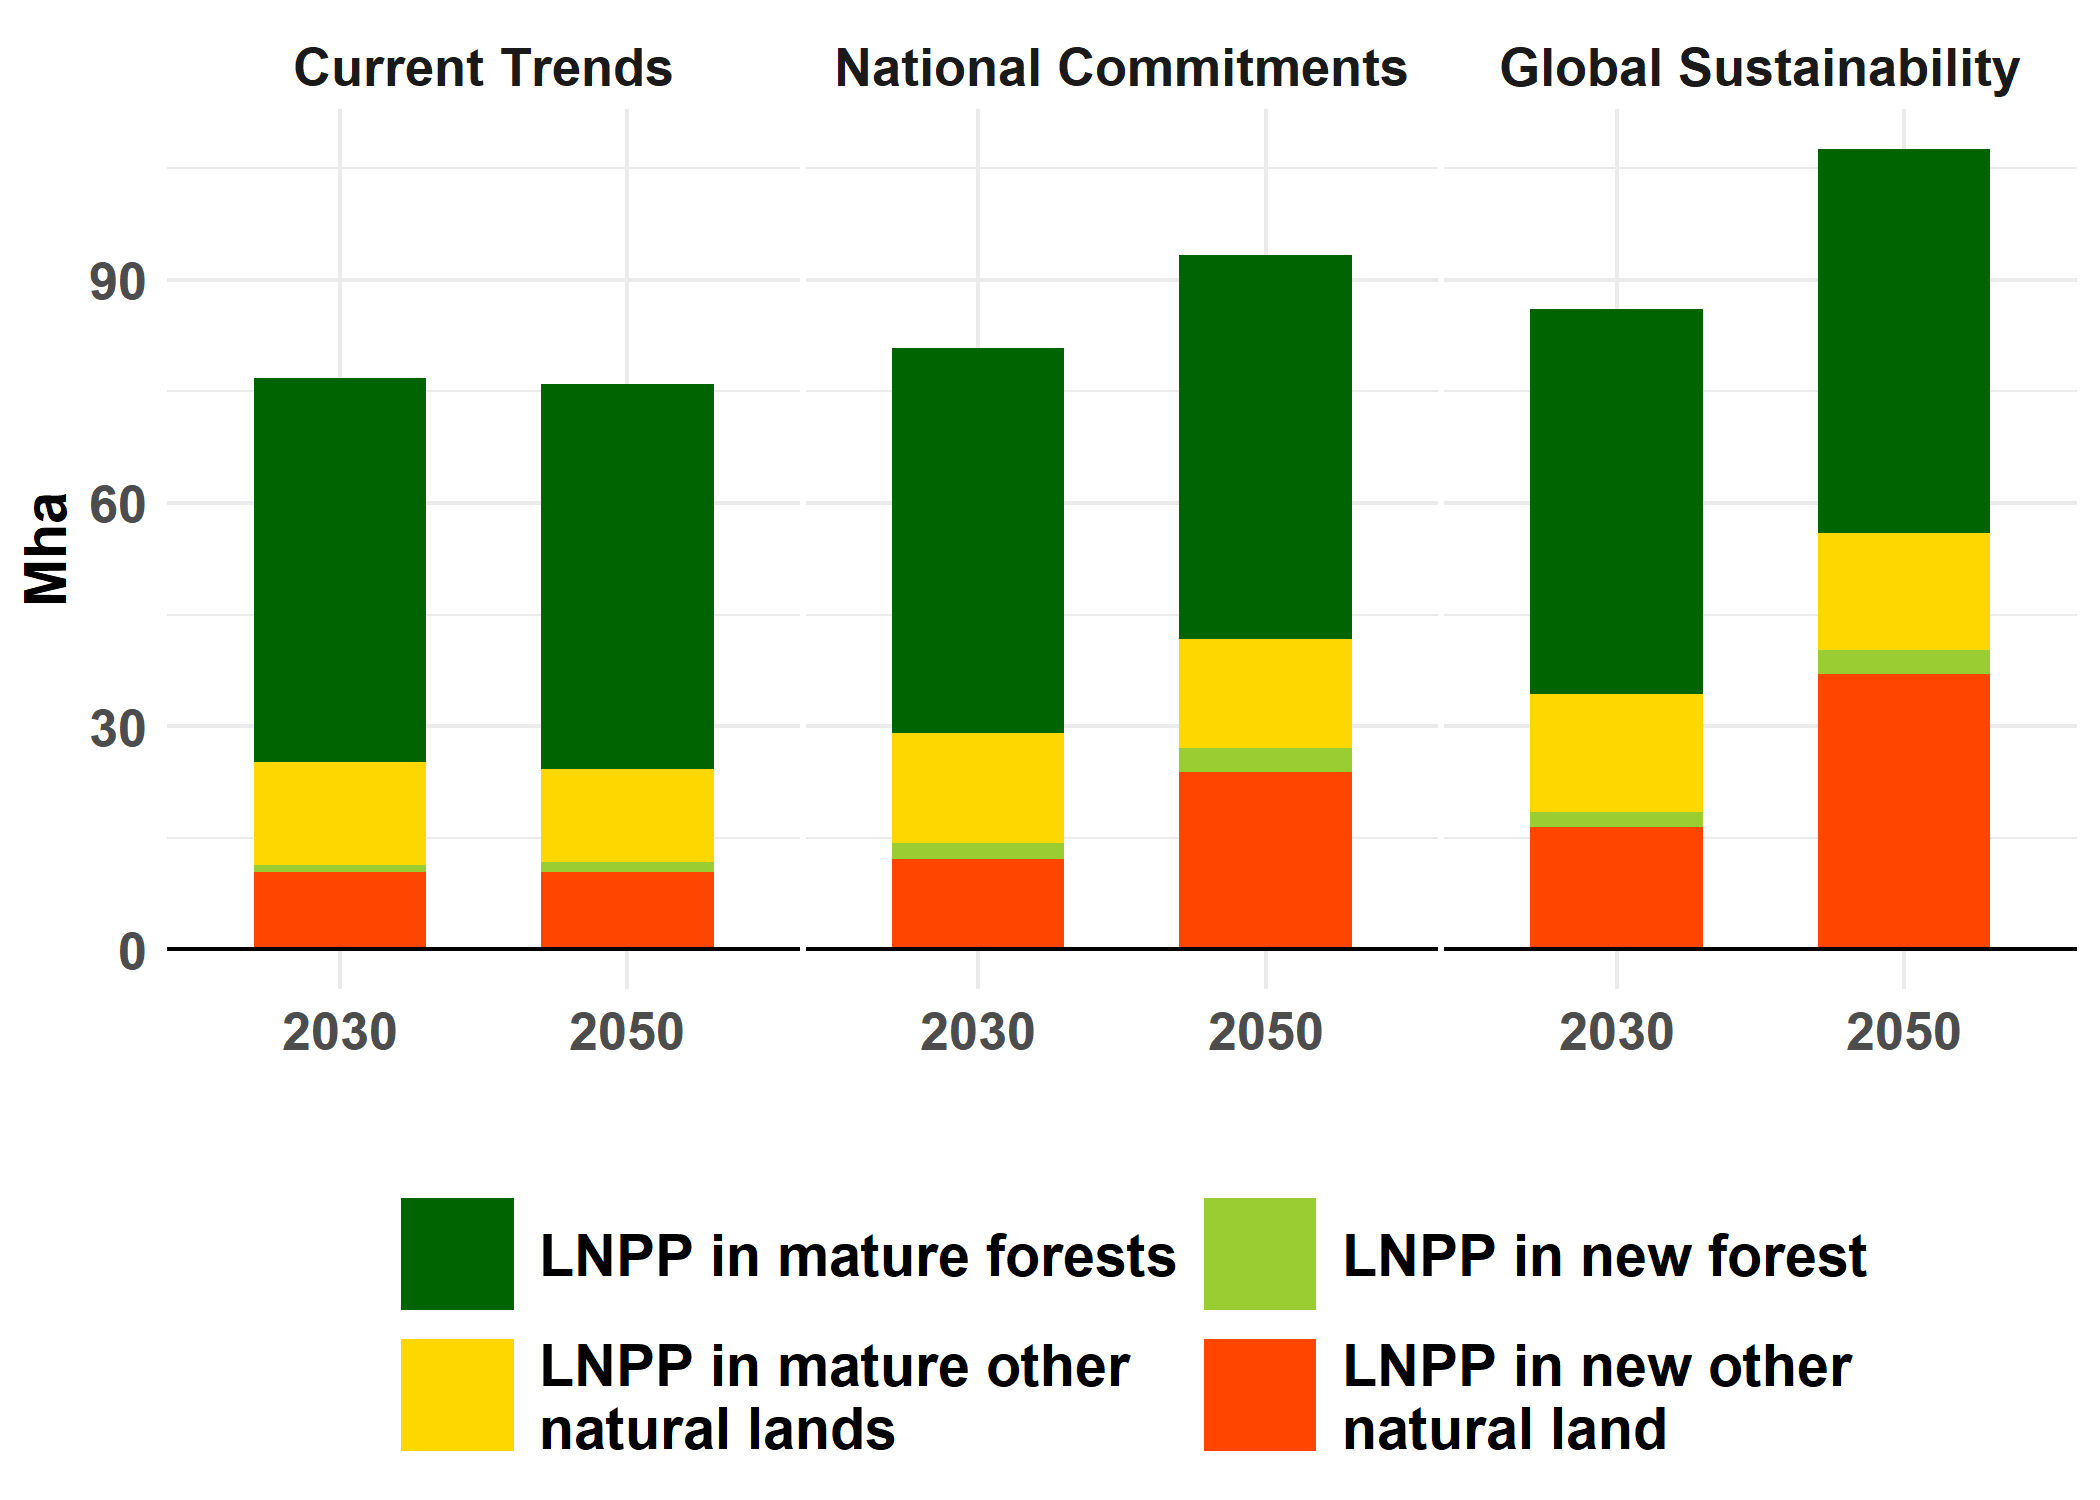 Current Trends
National Commitments
Global Sustainability
Mha
90
60
30
0
2030
2050
2030
2050
2030
2050
LNPP in mature forests
LNPP in new forest
LNPP in mature other
natural lands
LNPP in new other
natural land